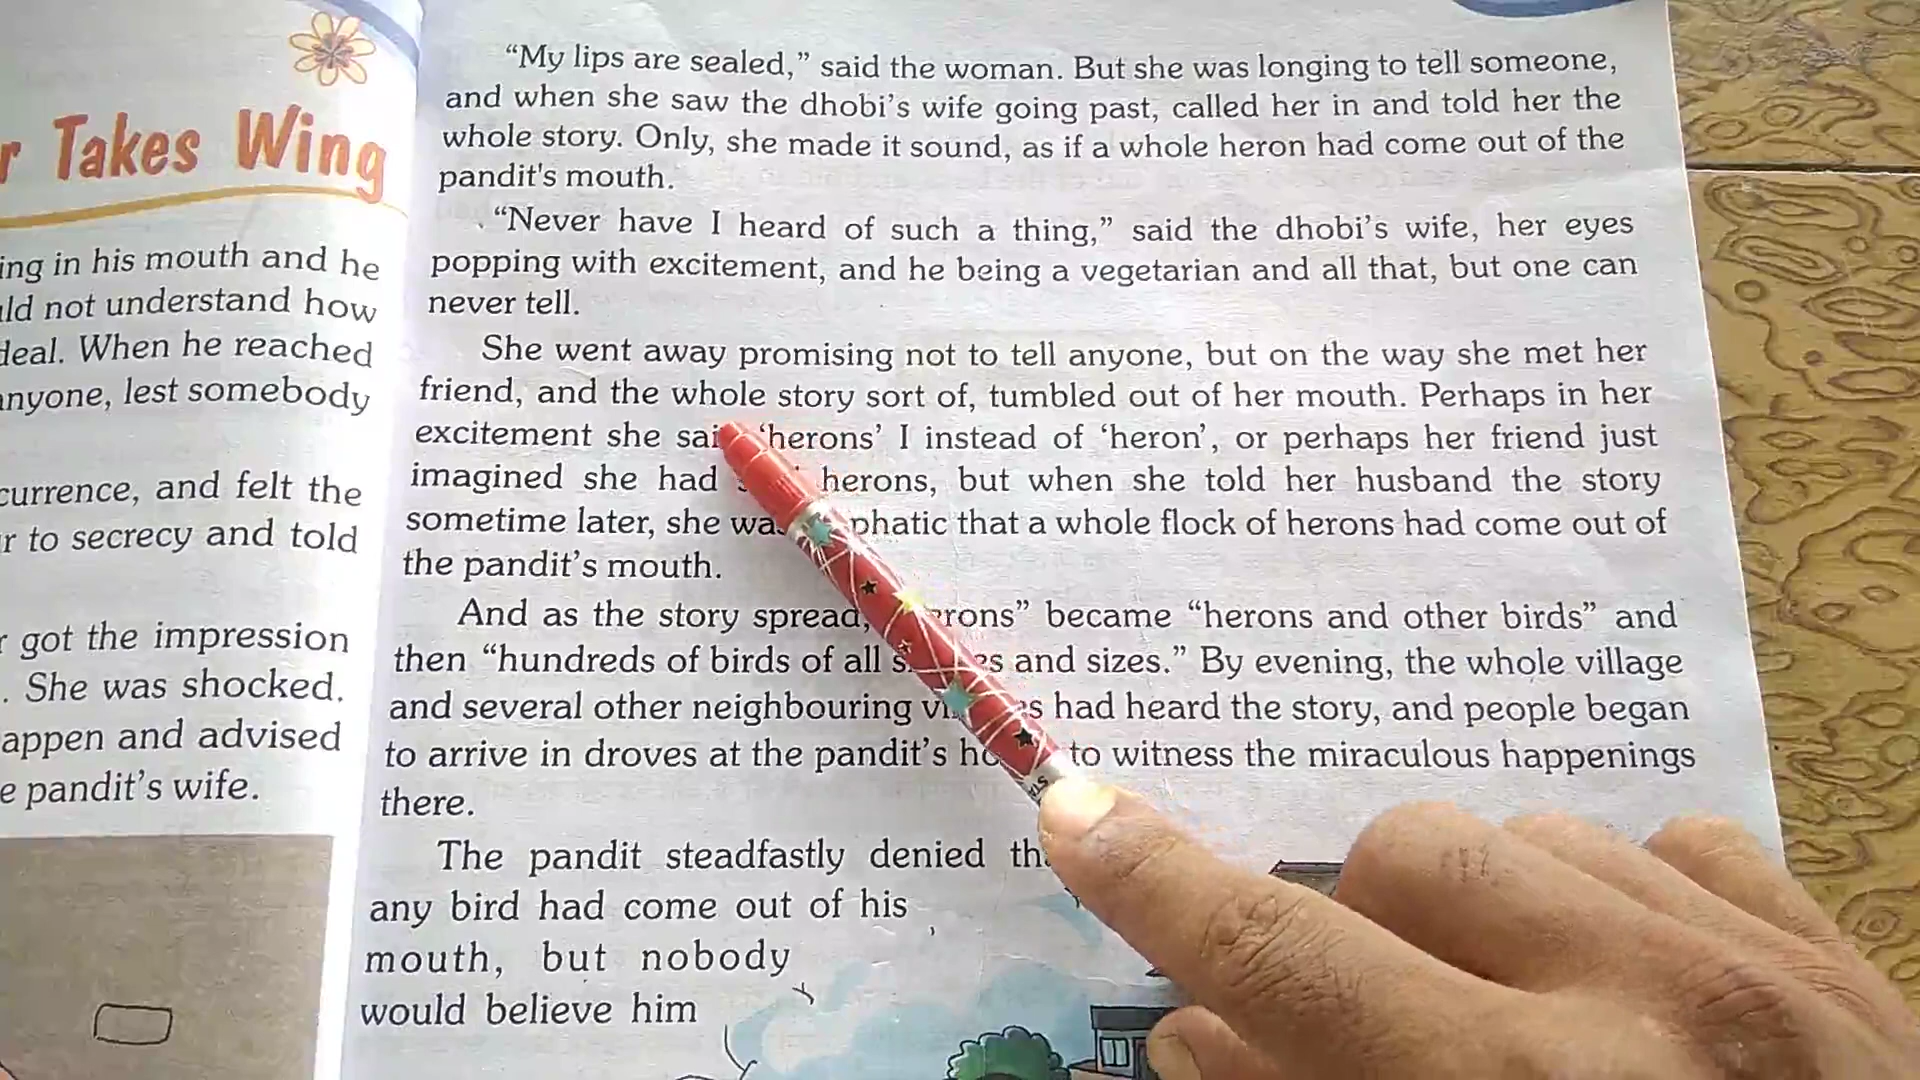 r Takes Wing
ing in his mouth and he
ld not understand how
deal. When he reached
anyone, lest somebody
currence, and felt the
r to secrecy and told
r got the impression
. She was shocked.
appen and advised
e pandit's wife.
“My lips are sealed,” said the woman. But she was longing to tell someone,
and when she saw the dhobi's wife going past, called her in and told her the
whole story. Only, she made it sound, as if a whole heron had come out of the
pandit's mouth.
“Never have I heard of such a thing,” said the dhobi's wife, her eyes
popping with excitement, and he being a vegetarian and all that, but one can
never tell.
She went away promising not to tell anyone, but on the way she met her
friend, and the whole story sort of, tumbled out of her mouth. Perhaps in her
excitement she sai ‘herons’ I instead of ‘heron’, or perhaps her friend just
imagined she had herons, but when she told her husband the story
sometime later, she wa phatic that a whole flock of herons had come out of
the pandit's mouth.
And as the story spread, rons” became “herons and other birds” and
then “hundreds of birds of all s es and sizes.” By evening, the whole village
and several other neighbouring vi es had heard the story, and people began
to arrive in droves at the pandit's ho to witness the miraculous happenings
there.
The pandit steadfastly denied th
any bird had come out of his
mouth, but nobody
would believe him